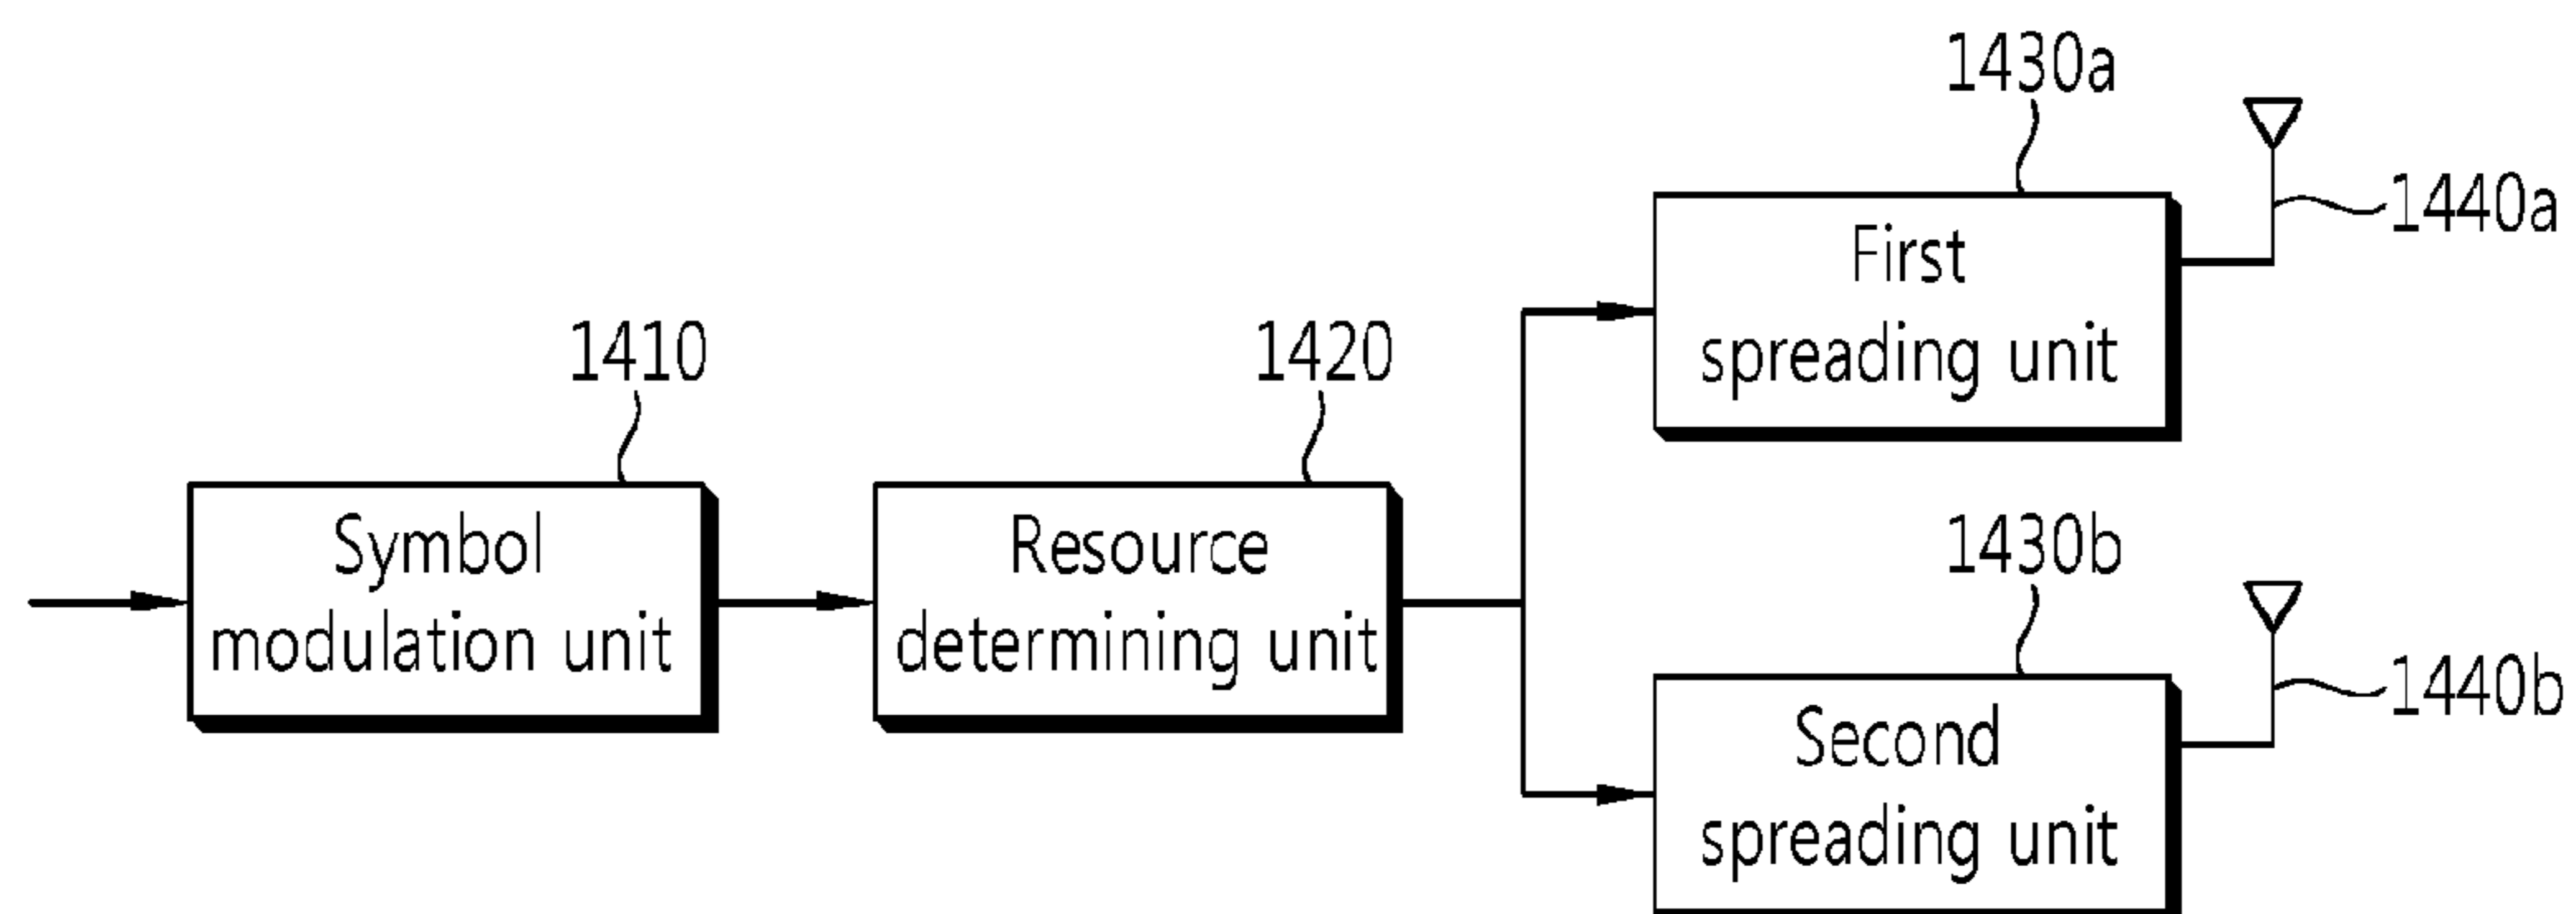 1430a
1440a
First
spreading unit
1410
1420
Symbol
modulation unit
Resource
determining unit
1430b
1440b
Second
spreading unit